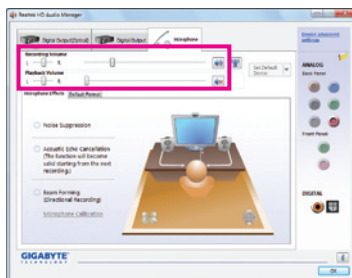 Realtek HD Audio Manager
Digital Output(Optical)
Digital Output
Microphone
Device advanced settings
Recording Volume
L
R
Playback Volume
L
R
Set Default
Device
ANALOG
Back Panel
Microphone Effects
Default Format
Noise Suppression
Acoustic Echo Cancellation
(The function will become
valid starting from the next
recording.)
Front Panel
Beam Forming
(Directional Recording)
Microphone Calibration
DIGITAL
GIGABYTE
TECHNOLOGY
OK